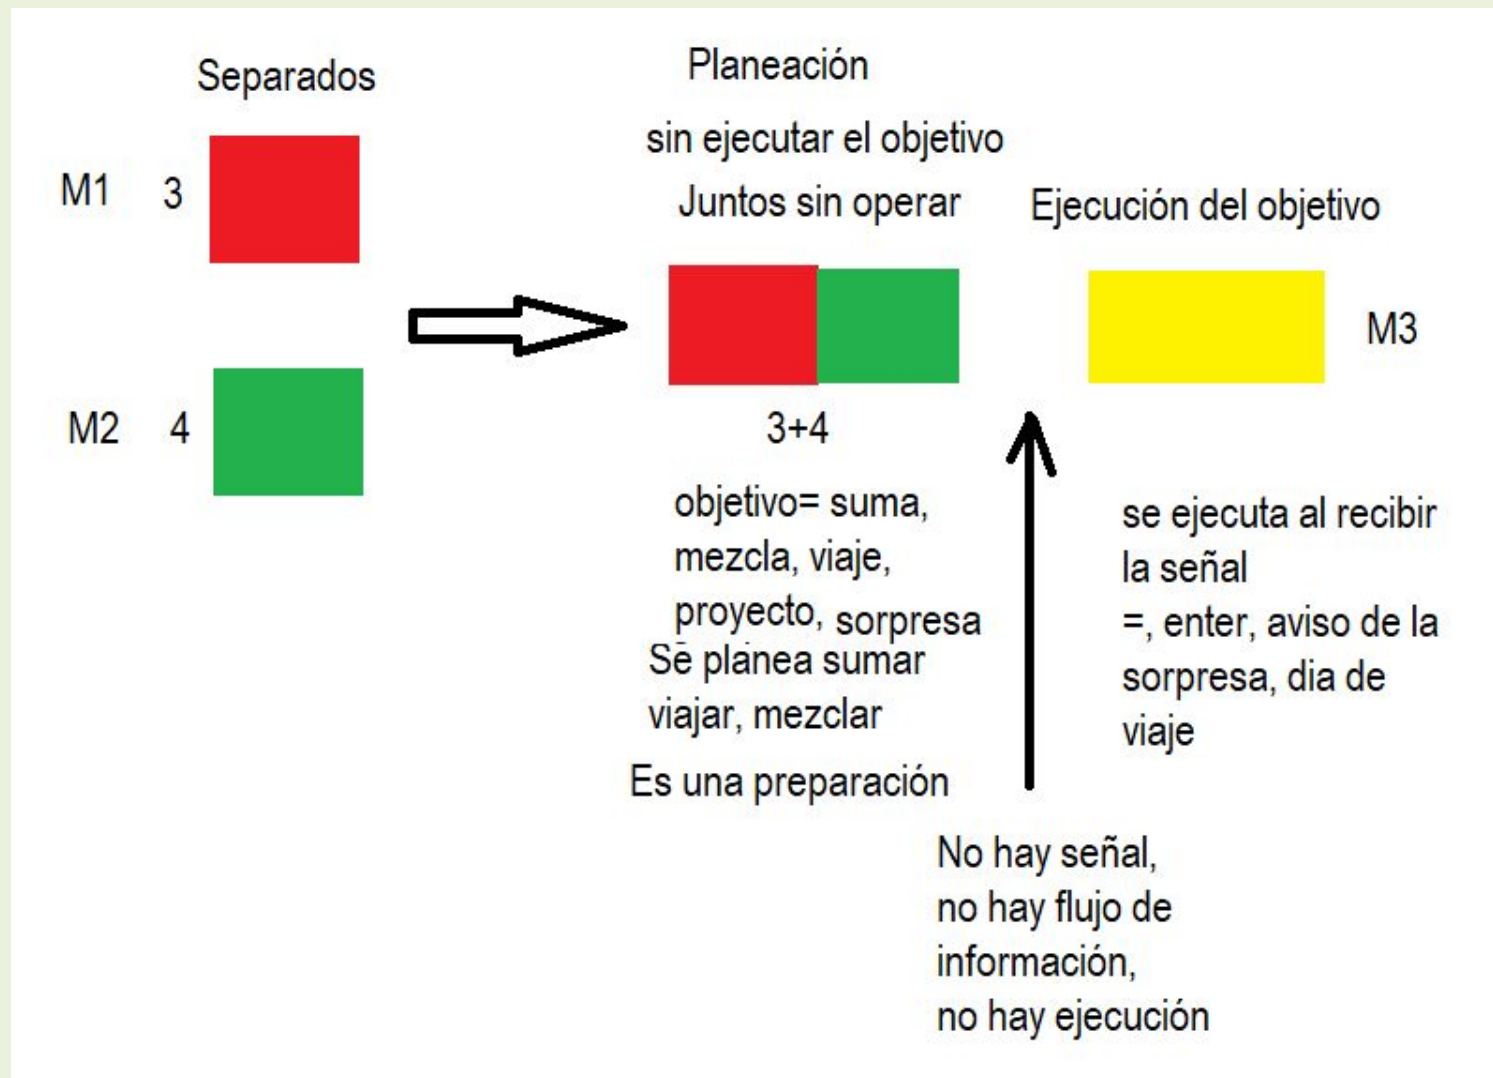 Separados
M1 3
M2 4
Planeación
sin ejecutar el objetivo
Juntos sin operar
3+4
objetivo= suma,
mezcla, viaje,
proyecto, sorpresa
Se planea sumar
viajar, mezclar
Es una preparación
Ejecución del objetivo
M3
se ejecuta al recibir
la señal
=, enter, aviso de la
sorpresa, dia de
viaje
No hay señal,
no hay flujo de
información,
no hay ejecución